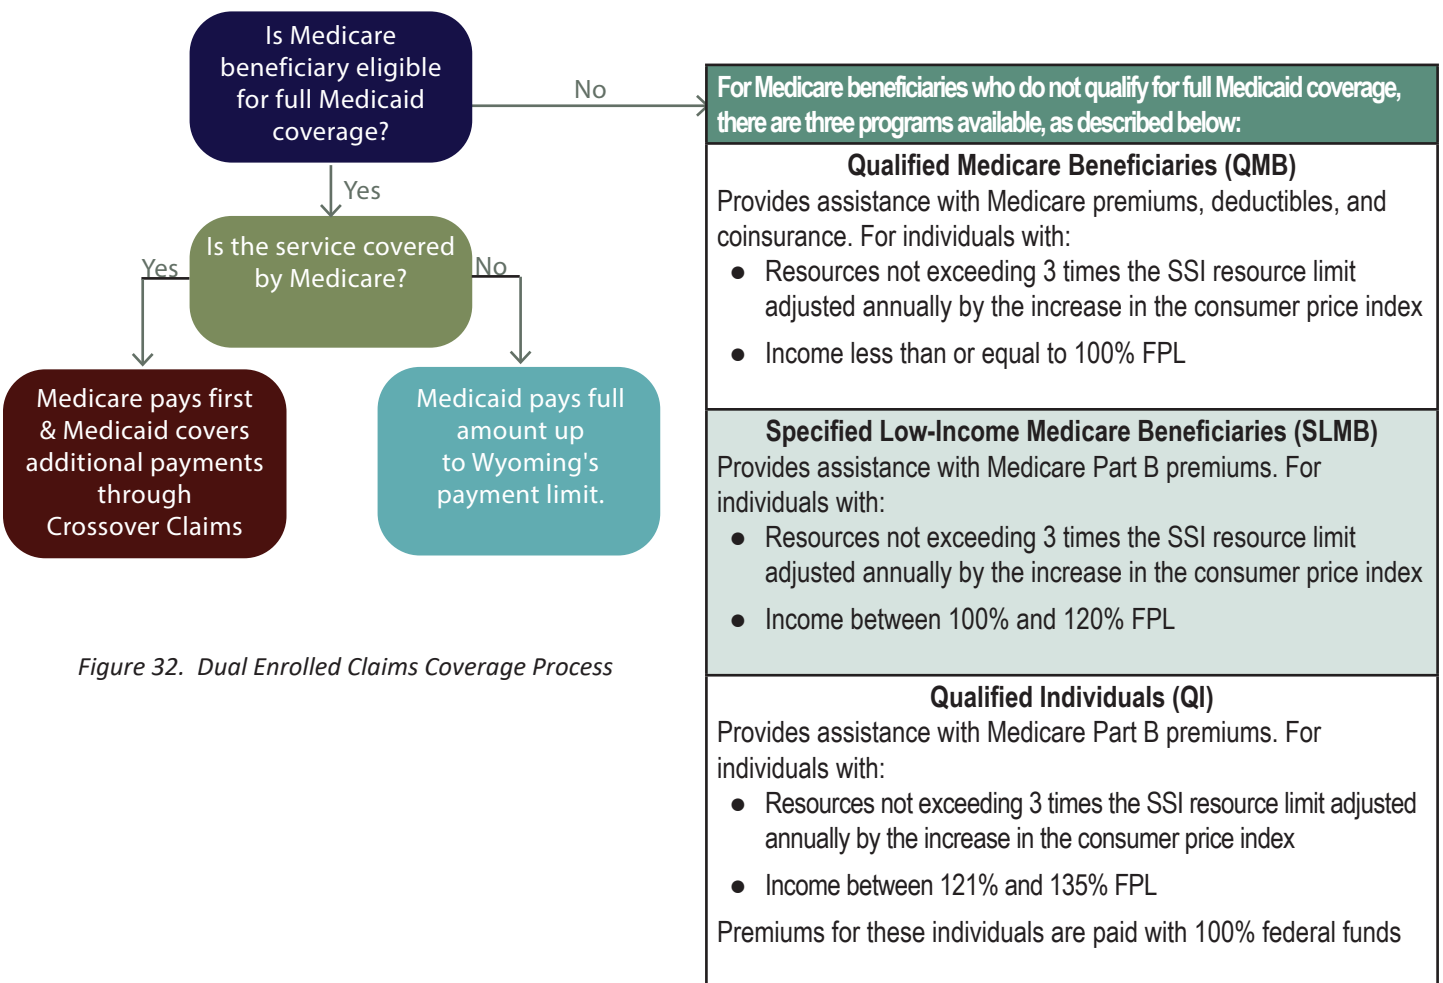 Is Medicare
beneficiary eligible
for full Medicaid
coverage?
No
Yes
Is the service covered
by Medicare?
Yes
No
Medicare pays first
& Medicaid covers
additional payments
through
Crossover Claims
Medicaid pays full
amount up
to Wyoming's
payment limit.
Figure 32.  Dual Enrolled Claims Coverage Process
For Medicare beneficiaries who do not qualify for full Medicaid coverage,
there are three programs available, as described below:
Qualified Medicare Beneficiaries (QMB)
Provides assistance with Medicare premiums, deductibles, and
coinsurance. For individuals with:
● Resources not exceeding 3 times the SSI resource limit
adjusted annually by the increase in the consumer price index
● Income less than or equal to 100% FPL
Specified Low-Income Medicare Beneficiaries (SLMB)
Provides assistance with Medicare Part B premiums. For
individuals with:
● Resources not exceeding 3 times the SSI resource limit
adjusted annually by the increase in the consumer price index
● Income between 100% and 120% FPL
Qualified Individuals (QI)
Provides assistance with Medicare Part B premiums. For
individuals with:
● Resources not exceeding 3 times the SSI resource limit adjusted
annually by the increase in the consumer price index
● Income between 121% and 135% FPL
Premiums for these individuals are paid with 100% federal funds